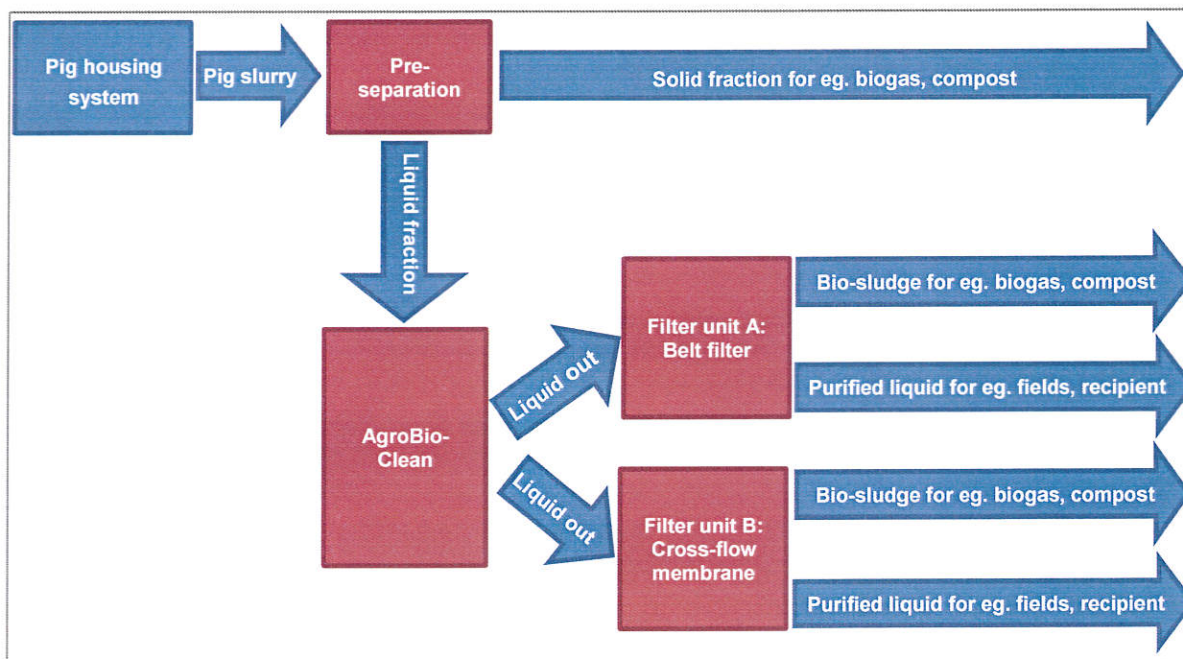 Pig housing
system
Pig slurry
Pre-
separation
Solid fraction for eg. biogas, compost
Liquid fraction
AgroBio-
Clean
Liquid out
Filter unit A:
Belt filter
Bio-sludge for eg. biogas, compost
Purified liquid for eg. fields, recipient
Liquid out
Filter unit B:
Cross-flow
membrane
Bio-sludge for eg. biogas, compost
Purified liquid for eg. fields, recipient